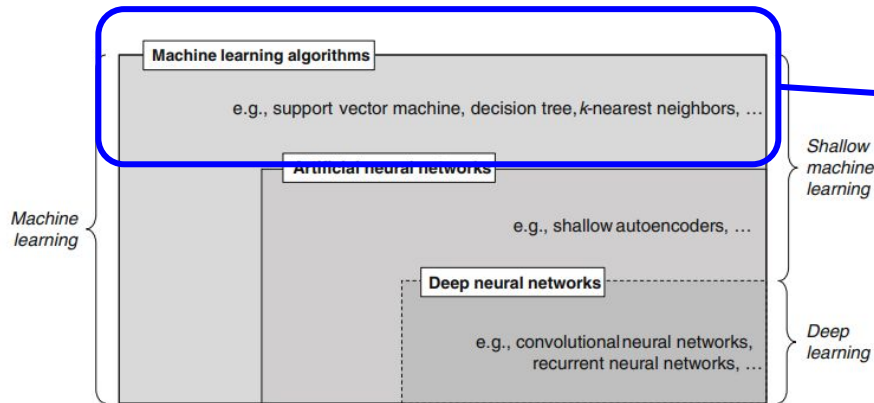 Machine learning algorithms
e.g., support vector machine, decision tree, k-nearest neighbors, …
Artificial neural networks
e.g., shallow autoencoders, …
Deep neural networks
e.g., convolutional neural networks,
recurrent neural networks, …
Machine
learning
Shallow
machine
learning
Deep
learning